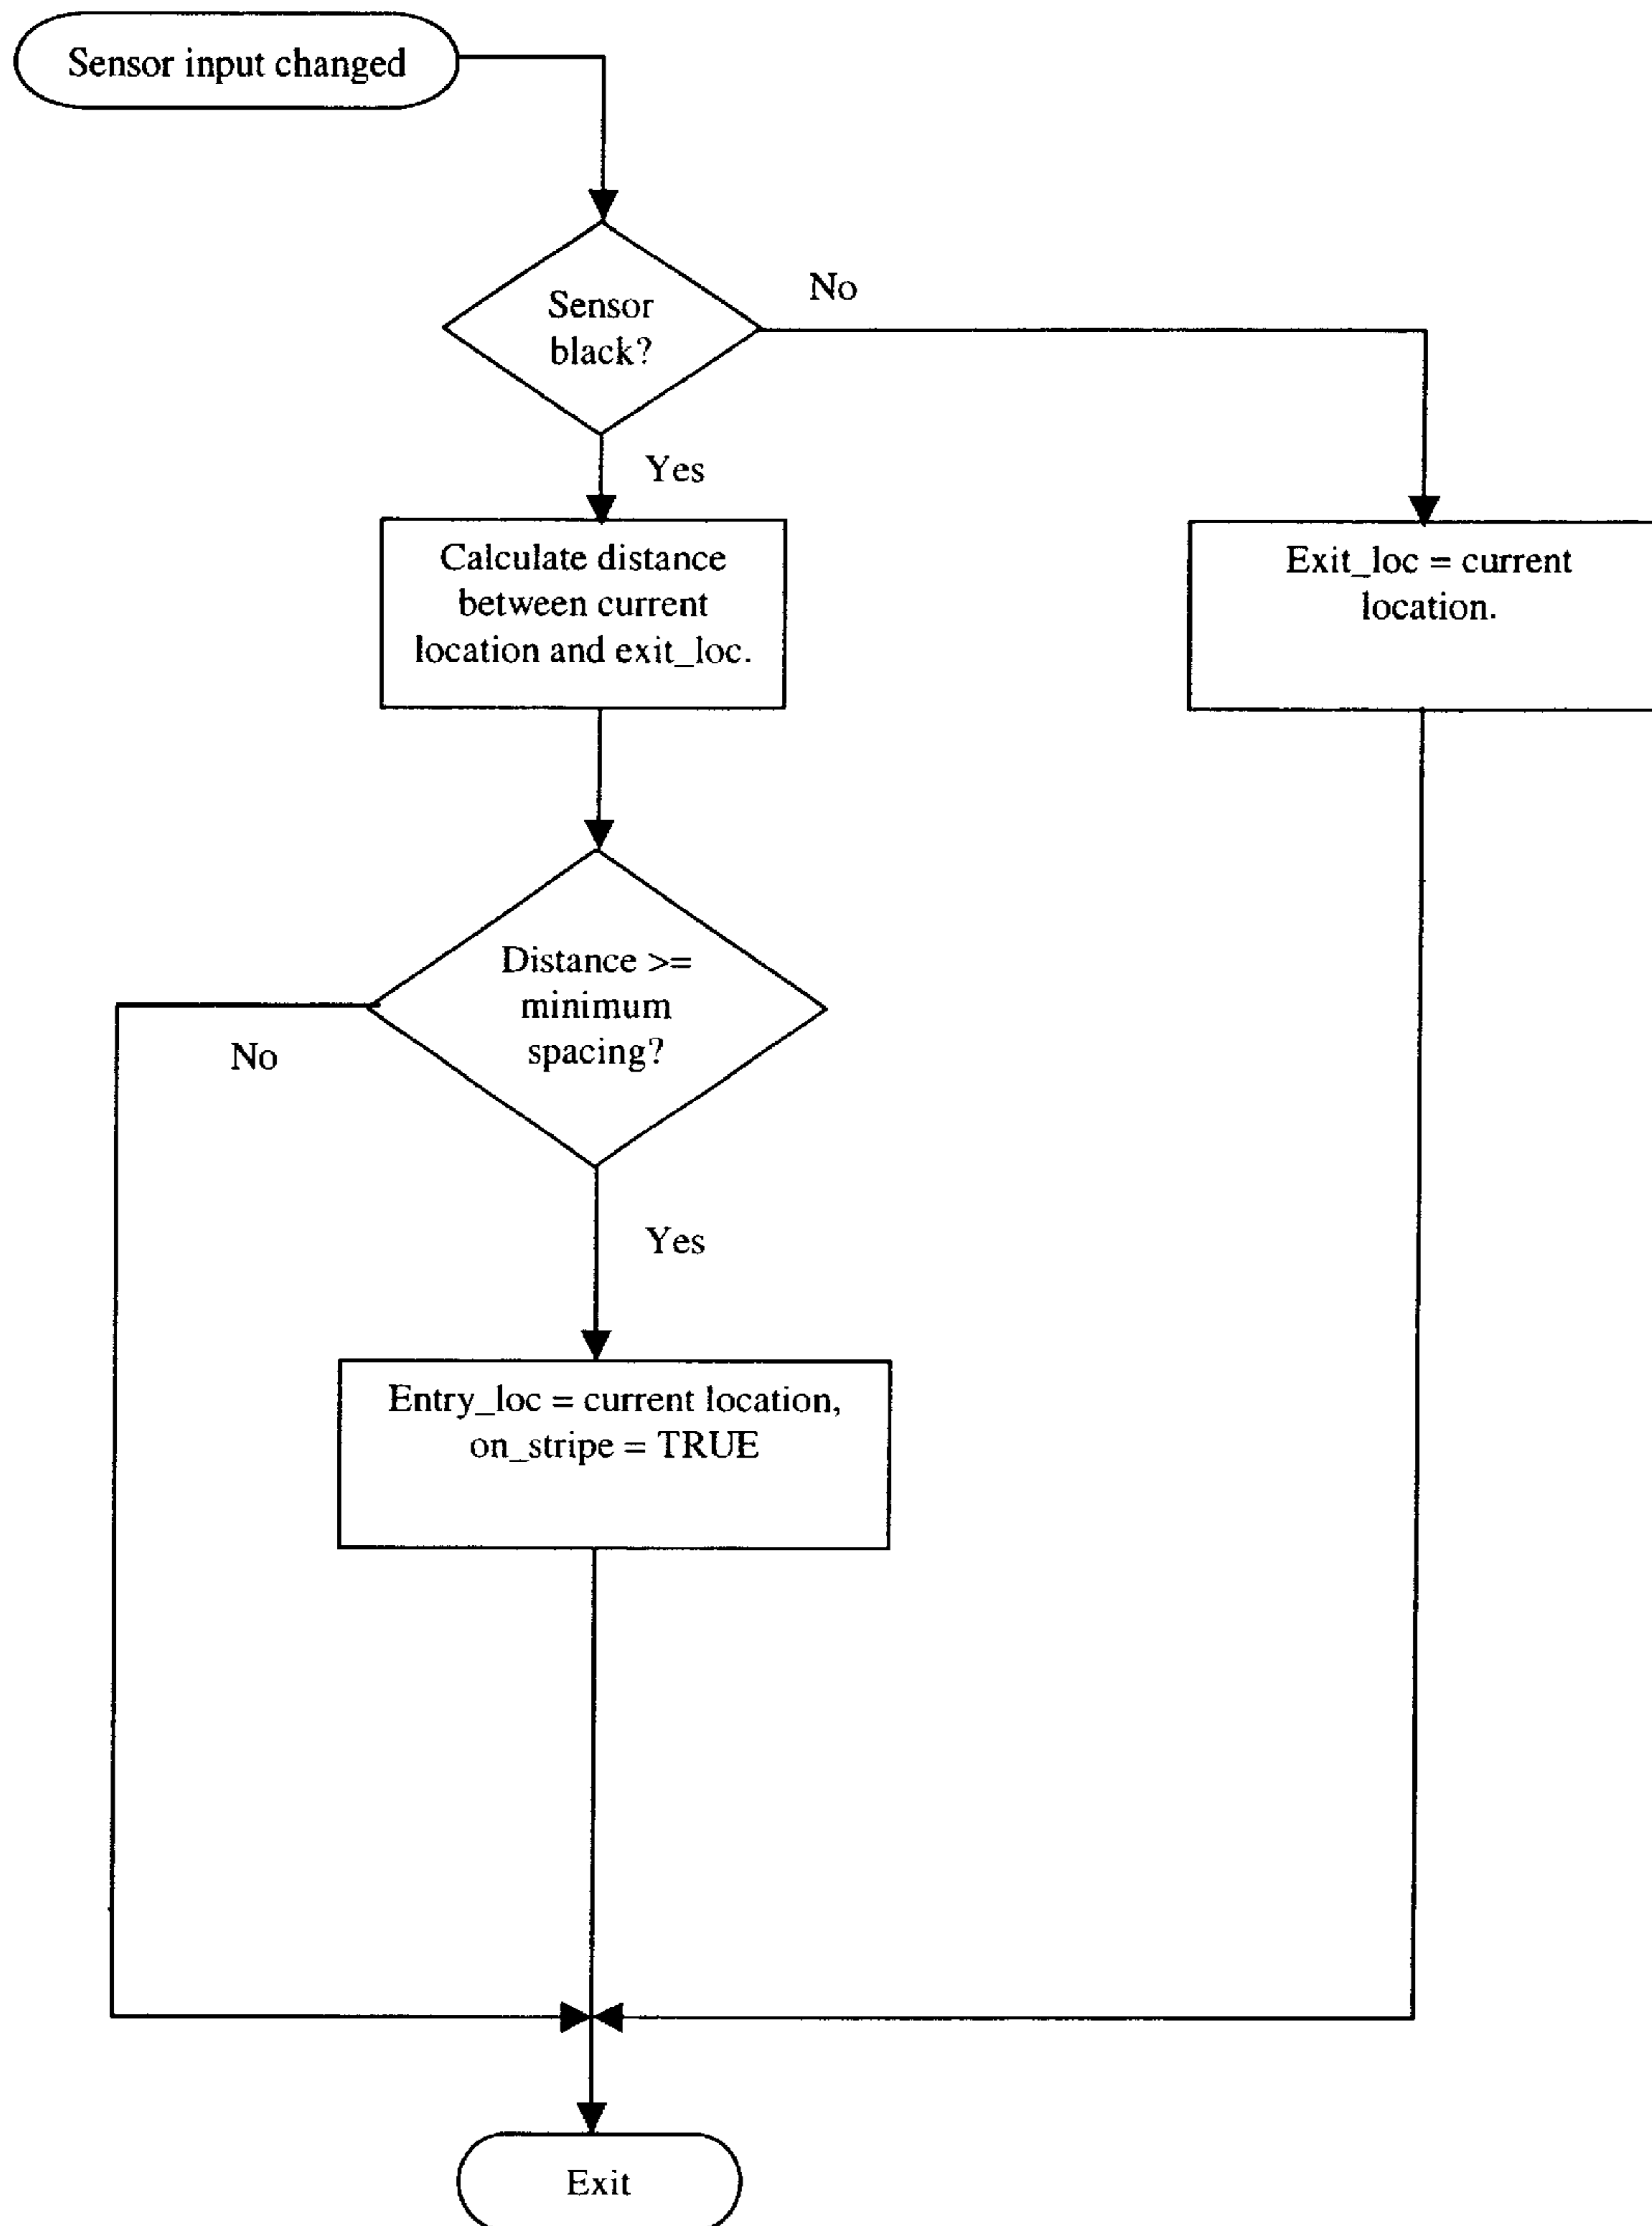 Sensor input changed
Sensor
black?
No
Yes
Calculate distance
between current
location and exit_loc.
Exit_loc = current
location.
Distance >=
minimum
spacing?
No
Yes
Entry_loc = current location,
on_stripe = TRUE
Exit